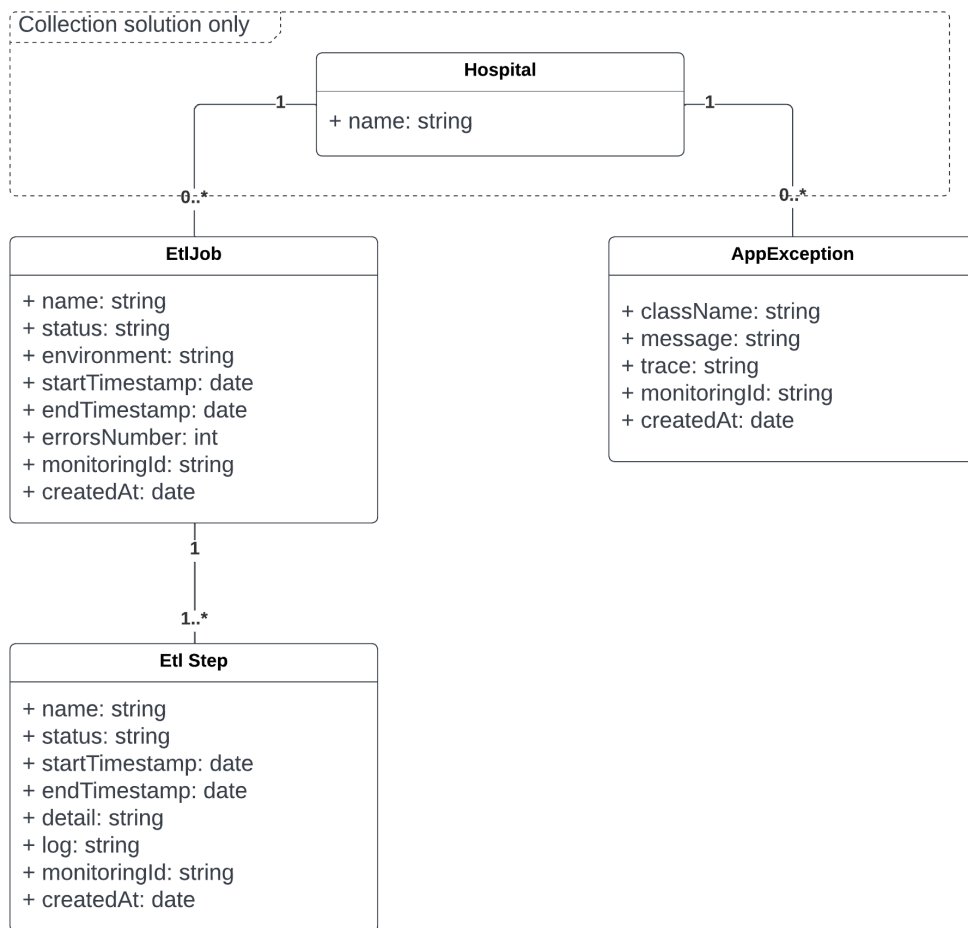 Collection solution only
Hospital
+ name: string
1
1
0..*
0..*
EtlJob
+ name: string
+ status: string
+ environment: string
+ startTimestamp: date
+ endTimestamp: date
+ errorsNumber: int
+ monitoringId: string
+ createdAt: date
AppException
+ className: string
+ message: string
+ trace: string
+ monitoringId: string
+ createdAt: date
1
1..*
Etl Step
+ name: string
+ status: string
+ startTimestamp: date
+ endTimestamp: date
+ detail: string
+ log: string
+ monitoringId: string
+ createdAt: date